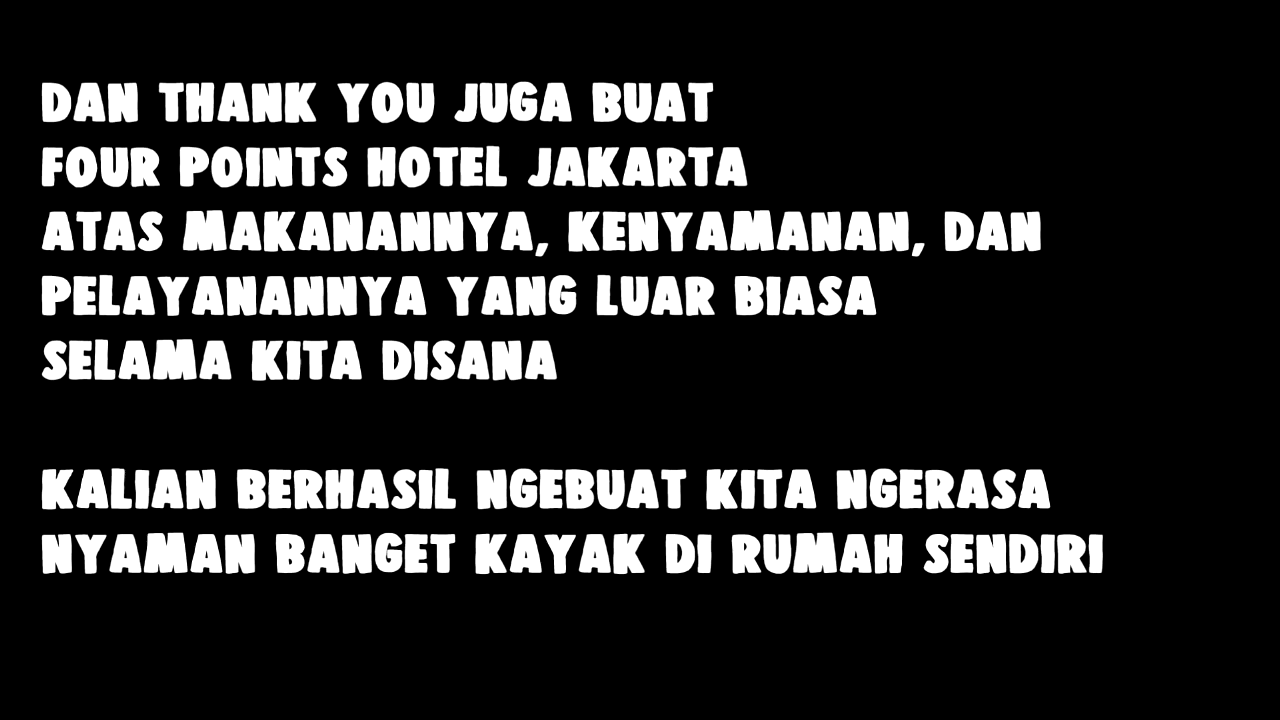 DAN THANK YOU JUGA BUAT
FOUR POINTS HOTEL JAKARTA
ATAS MAKANANNYA, KENYAMANAN, DAN
PELAYANANNYA YANG LUAR BIASA
SELAMA KITA DISANA
KALIAN BERHASIL NGEBUAT KITA NGERASA
NYAMAN BANGET KAYAK DI RUMAH SENDIRI